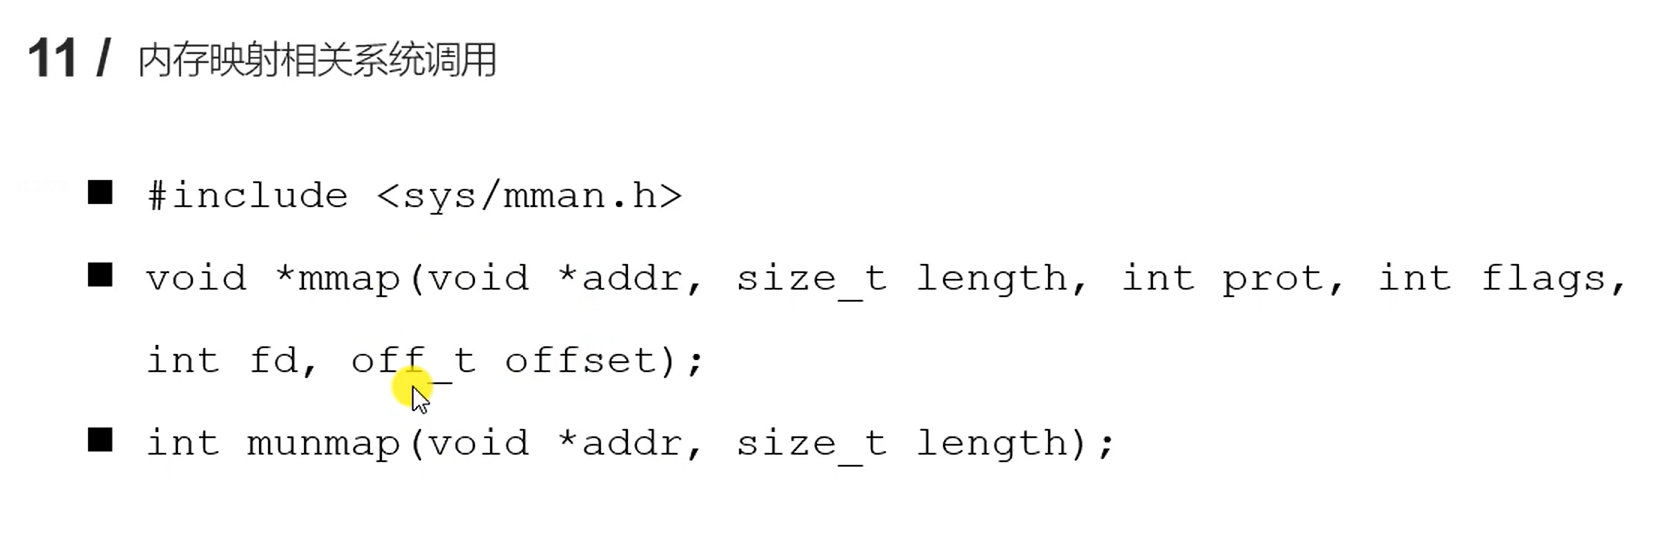 11 / 内存映射相关系统调用
■ #include <sys/mman.h>
■ void *mmap(void *addr, size_t length, int prot, int flags,
int fd, off_t offset);
■ int munmap(void *addr, size_t length);